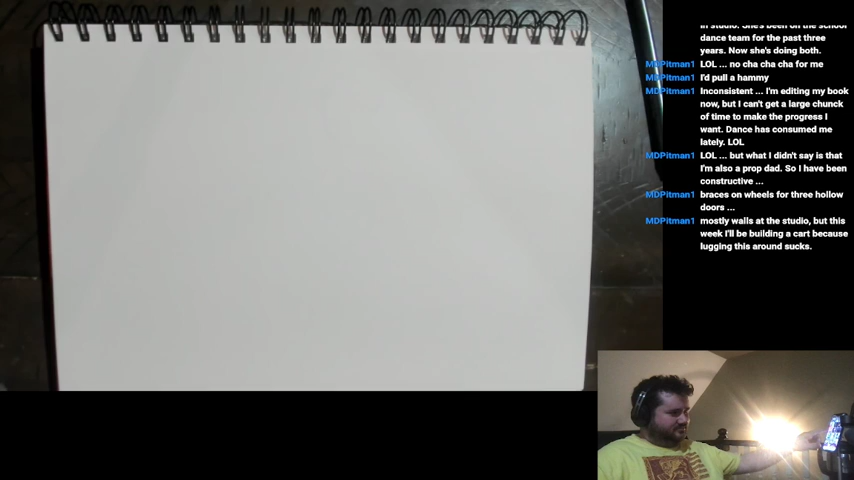 in studio. She's been on the school
dance team for the past three
years. Now she's doing both.
MDPitman1 LOL ... no cha cha cha for me
MDPitman1 I'd pull a hammy
MDPitman1 Inconsistent ... I'm editing my book
now, but I can't get a large chunck
of time to make the progress I
want. Dance has consumed me
lately. LOL
MDPitman1 LOL ... but what I didn't say is that
I'm also a prop dad. So I have been
constructive ...
MDPitman1 braces on wheels for three hollow
doors ...
MDPitman1 mostly walls at the studio, but this
week I'll be building a cart because
lugging this around sucks.